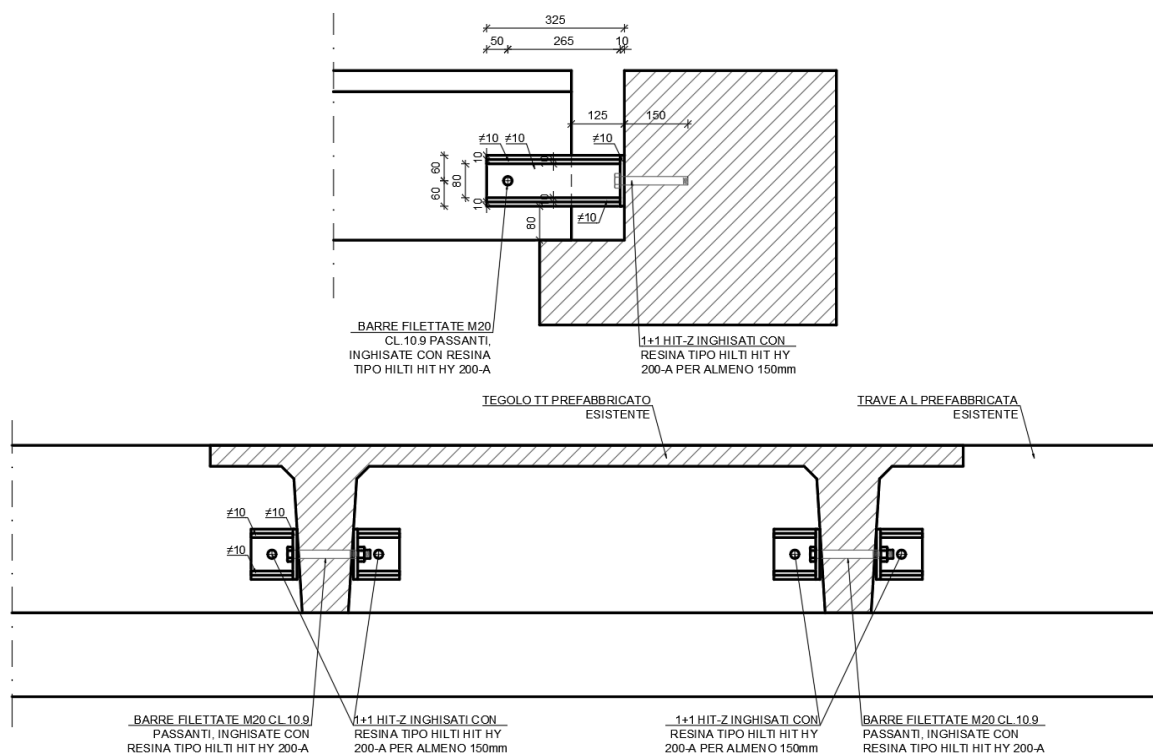 325
50
265
10
125
150
≠10
≠10
≠10
10
10
60
80
60
10
10
≠10
80
BARRE FILETTATE M20
CL.10.9 PASSANTI,
INGHISATE CON RESINA
TIPO HILTI HIT HY 200-A
1+1 HIT-Z INGHISATI CON
RESINA TIPO HILTI HIT HY
200-A PER ALMENO 150mm
TEGOLO TT PREFABBRICATO
ESISTENTE
TRAVE A L PREFABBRICATA
ESISTENTE
≠10
≠10
≠10
BARRE FILETTATE M20 CL.10.9
PASSANTI, INGHISATE CON
RESINA TIPO HILTI HIT HY 200-A
1+1 HIT-Z INGHISATI CON
RESINA TIPO HILTI HIT HY
200-A PER ALMENO 150mm
1+1 HIT-Z INGHISATI CON
RESINA TIPO HILTI HIT HY
200-A PER ALMENO 150mm
BARRE FILETTATE M20 CL.10.9
PASSANTI, INGHISATE CON
RESINA TIPO HILTI HIT HY 200-A